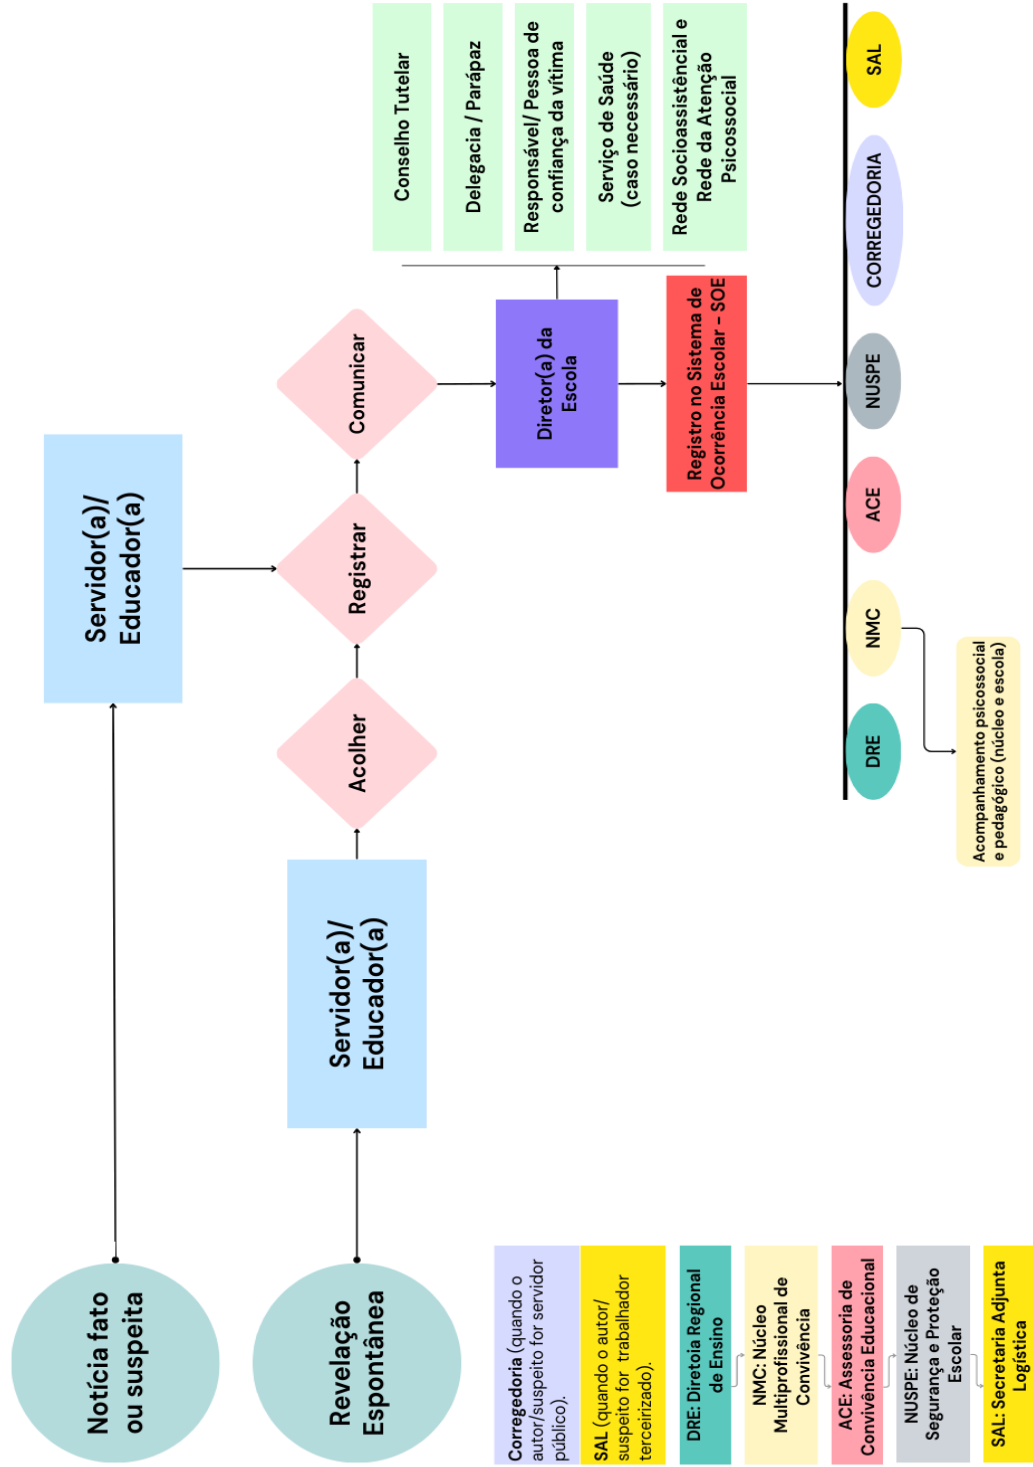 Notícia fato
ou suspeita
Servidor(a)/
Educador(a)
Revelação
Espontânea
Servidor(a)/
Educador(a)
Acolher
Registrar
Comunicar
Diretor(a) da
Escola
Conselho Tutelar
Delegacia / Parápaz
Responsável/ Pessoa de
confiança da vítima
Serviço de Saúde
(caso necessário)
Rede Socioassistêncial e
Rede da Atenção
Psicossocial
Registro no Sistema de
Ocorrência Escolar - SOE
DRE
NMC
ACE
NUSPE
CORREGEDORIA
SAL
Acompanhamento psicossocial
e pedagógico (núcleo e escola)
Corregedoria (quando o
autor/suspeito for servidor
público).
SAL (quando o autor/
suspeito for trabalhador
terceirizado).
DRE: Diretoia Regional
de Ensino
NMC: Núcleo
Multiprofissional de
Convivência
ACE: Assessoria de
Convivência Educacional
NUSPE: Núcleo de
Segurança e Proteção
Escolar
SAL: Secretaria Adjunta
Logística